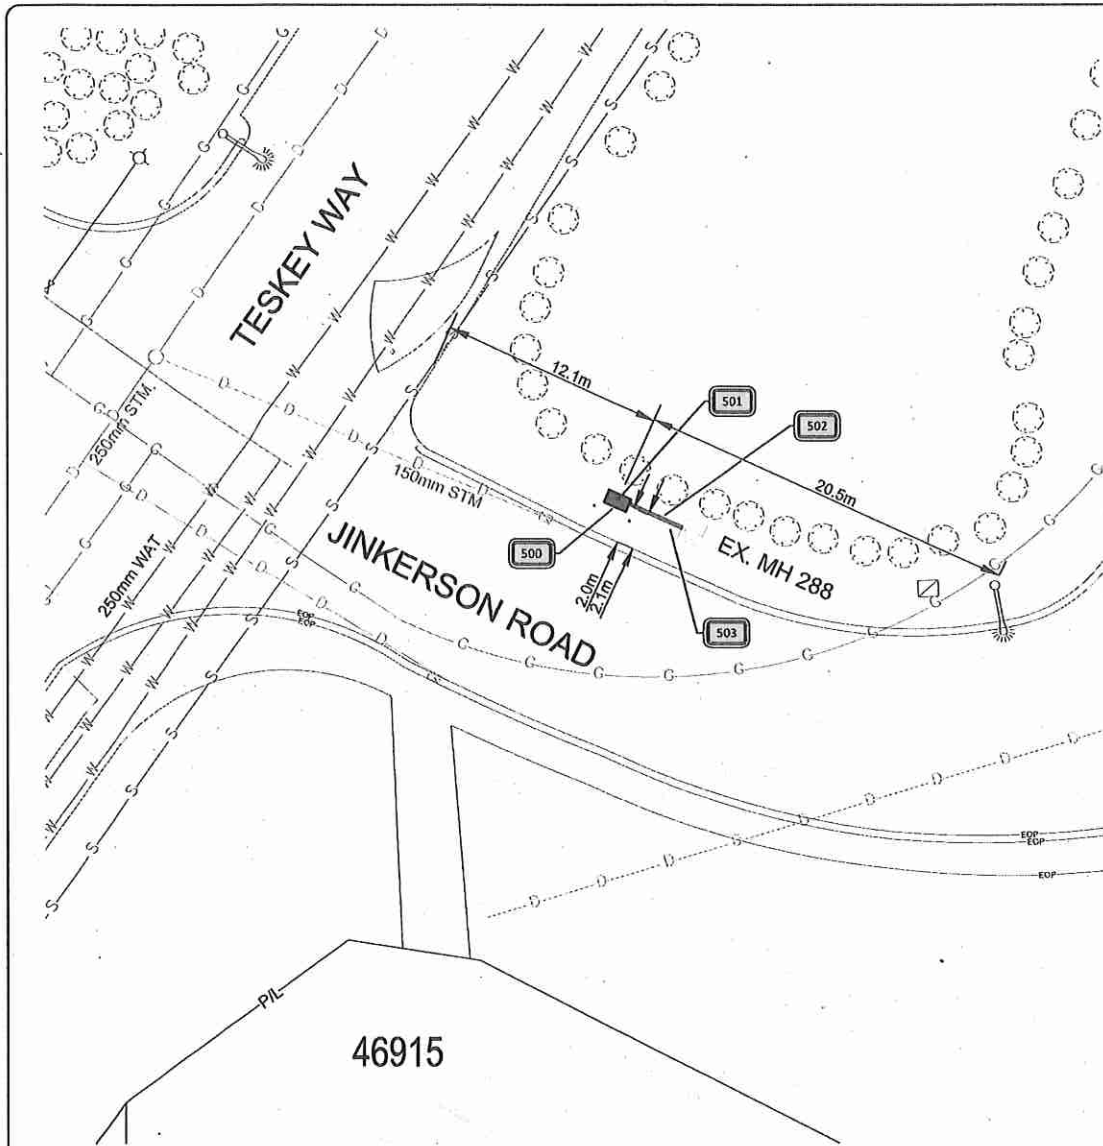 TESKEY WAY
12.1m
501
502
20.5m
250mm STM.
150mm STM
500
EX. MH 288
JINKERSON ROAD
2.0m
2.1m
503
250mm WAT
EOP
EOP
EOP
EOP
EOP
P/L
46915